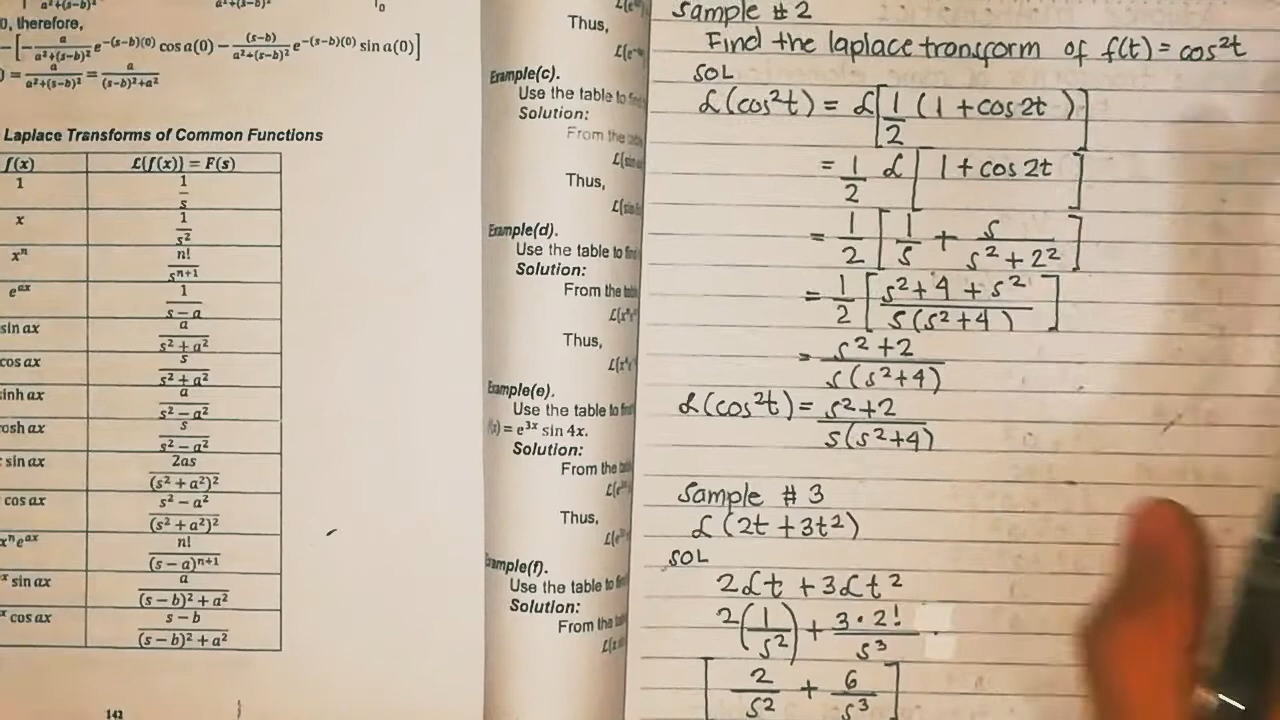 0, therefore,
-[-a/(a²+(s-b)²) e^-(s-b)(0) cos a(0) - (s-b)/(a²+(s-b)²) e^-(s-b)(0) sin a(0)]
= a/(a²+(s-b)²) = a/((s-b)²+a²)
Laplace Transforms of Common Functions
f(x) ℒ{f(x)} = F(s)
1 1/s
x 1/s²
xⁿ n!/sⁿ⁺¹
e^ax 1/(s-a)
sin ax a/(s²+a²)
cos ax s/(s²+a²)
inh ax a/(s²-a²)
osh ax s/(s²-a²)
sin ax 2as/(s²+a²)²
cos ax (s²-a²)/(s²+a²)²
xⁿe^ax n!/(s-a)ⁿ⁺¹
sin ax a/((s-b)²+a²)
cos ax (s-b)/((s-b)²+a²)
142
Thus,
Example(c).
Use the table to
Solution:
From the
Thus,
Example(d).
Use the table to
Solution:
From the
Thus,
Example(e).
Use the table to
= e^3x sin 4x.
Solution:
From the
Thus,
Example(f).
Use the table to
Solution:
From the
Sample #2
Find the laplace transform of f(t) = cos²t
SOL
ℒ(cos²t) = ℒ[1/2 (1 + cos2t)]
= 1/2 ℒ[1 + cos 2t]
= 1/2 [1/s + s/(s²+2²)]
= 1/2 [(s²+4+s²)/(s(s²+4))]
= (s²+2)/(s(s²+4))
ℒ(cos²t) = (s²+2)/(s(s²+4))
Sample #3
ℒ(2t+3t²)
SOL
2ℒt + 3ℒt²
2(1/s²) + 3·2!/s³
[2/s² + 6/s³]